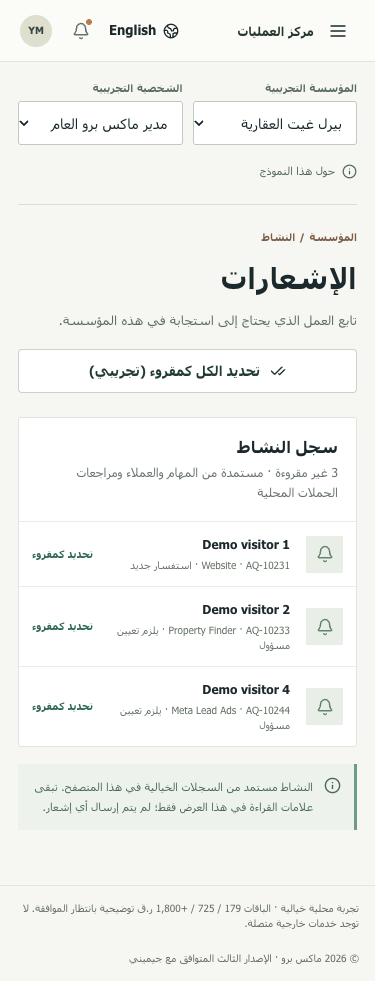 مركز العمليات
English
YM
المؤسسة التجريبية
الشخصية التجريبية
بيرل غيت العقارية
مدير ماكس برو العام
حول هذا النموذج
المؤسسة / النشاط
الإشعارات
تابع العمل الذي يحتاج إلى استجابة في هذه المؤسسة.
تحديد الكل كمقروء (تجريبي)
سجل النشاط
3 غير مقروءة · مستمدة من المهام والعملاء ومراجعات
الحملات المحلية
Demo visitor 1
استفسار جديد · Website · AQ-10231
تحديد كمقروء
Demo visitor 2
يلزم تعيين · Property Finder · AQ-10233
مسؤول
تحديد كمقروء
Demo visitor 4
يلزم تعيين · Meta Lead Ads · AQ-10244
مسؤول
تحديد كمقروء
النشاط مستمد من السجلات الخيالية في هذا المتصفح. تبقى
علامات القراءة في هذا العرض فقط؛ لم يتم إرسال أي إشعار.
تجربة محلية خيالية · الباقات 179 / 725 / +1,800 ر.ق توضيحية بانتظار الموافقة. لا
توجد خدمات خارجية متصلة.
© 2026 ماكس برو · الإصدار الثالث المتوافق مع جيميني